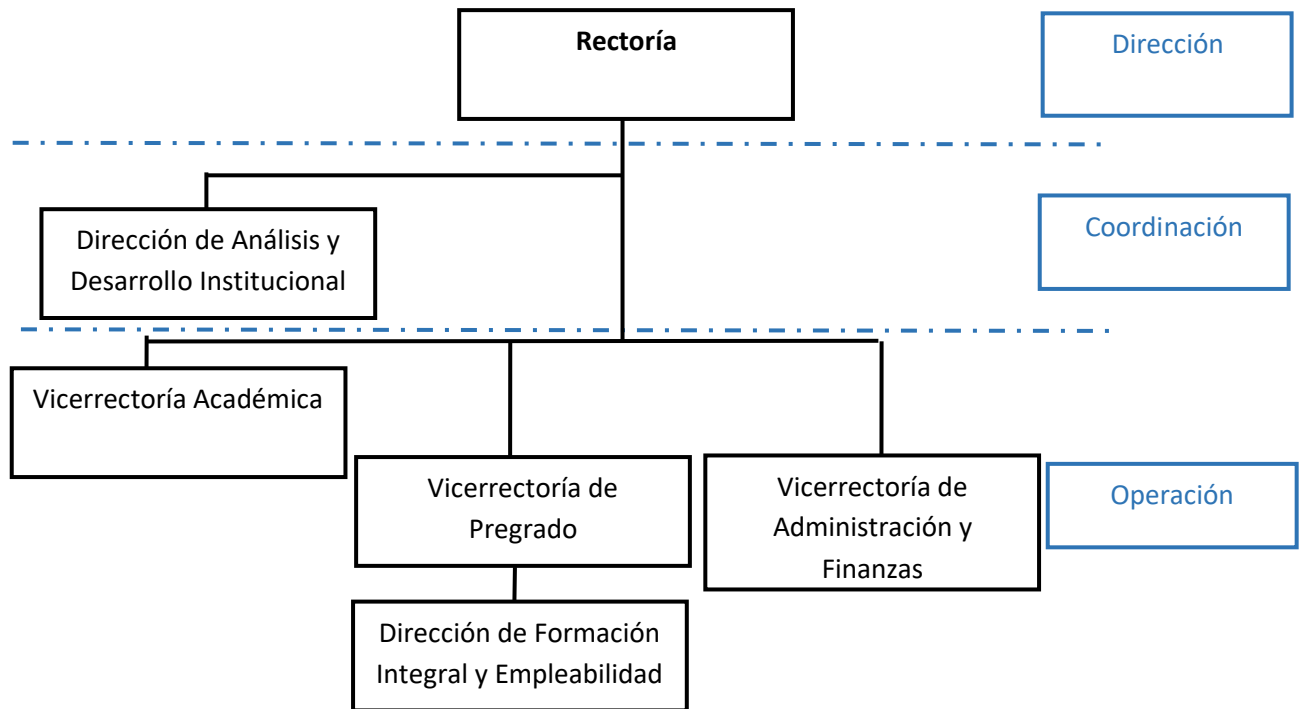 Rectoría
Dirección
Dirección de Análisis y
Desarrollo Institucional
Coordinación
Vicerrectoría Académica
Vicerrectoría de
Pregrado
Vicerrectoría de
Administración y
Finanzas
Operación
Dirección de Formación
Integral y Empleabilidad